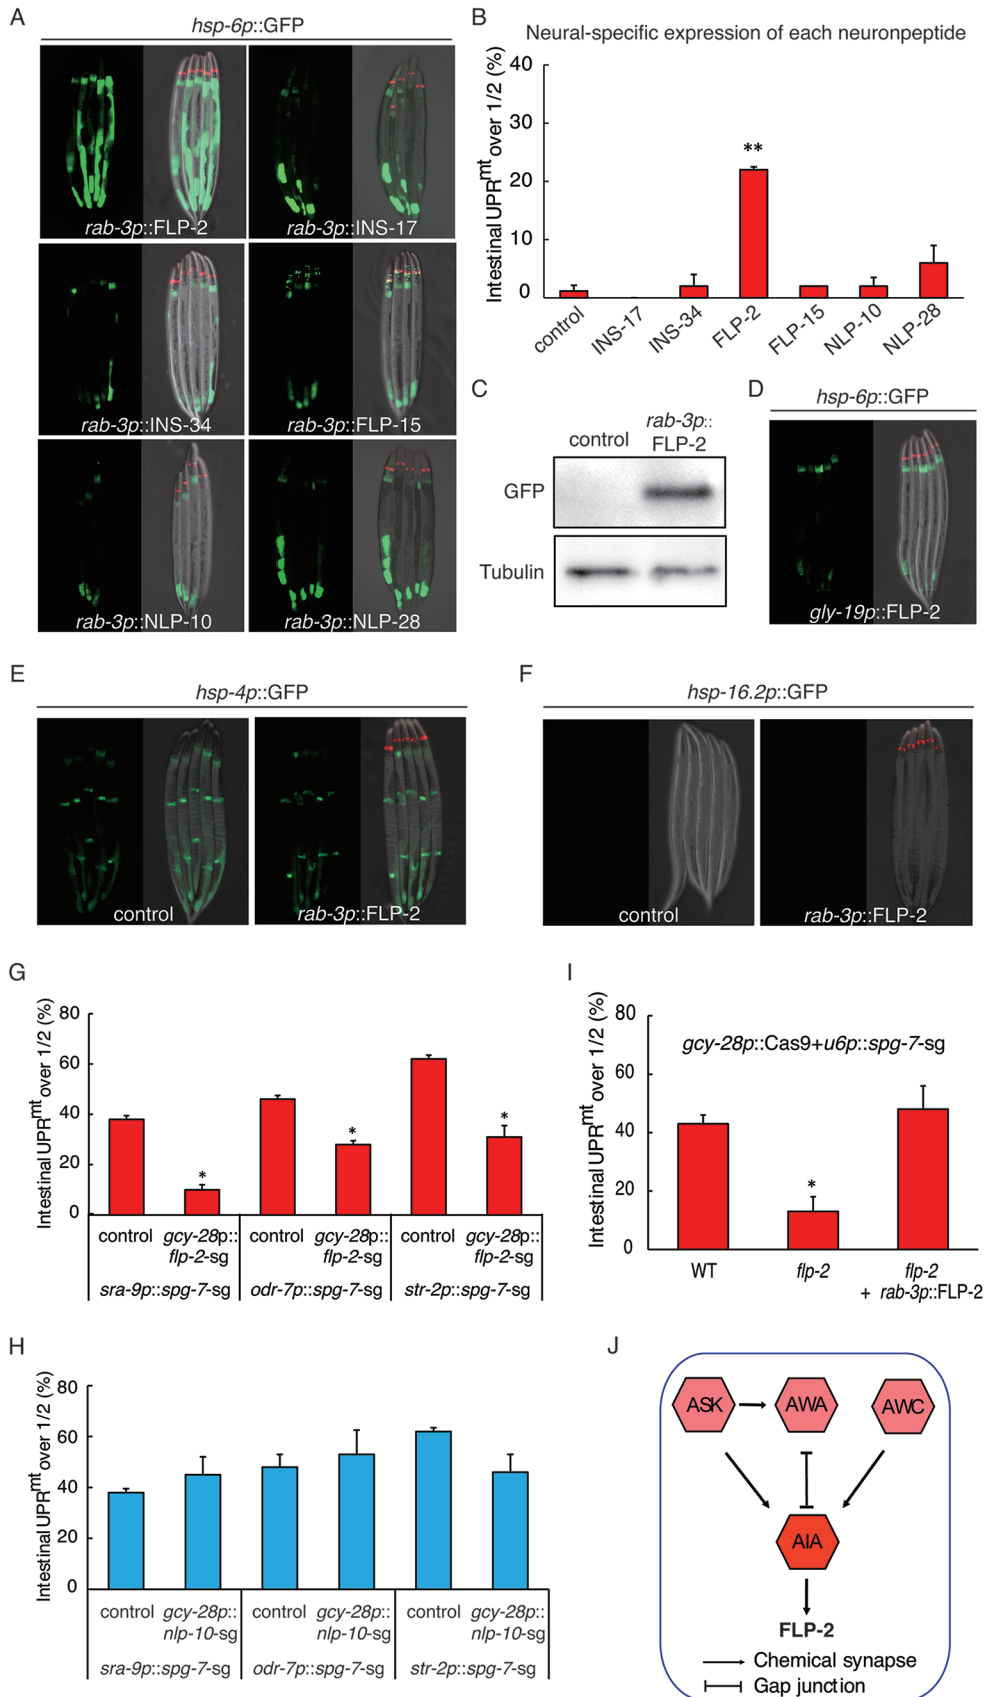 A
hsp-6p::GFP
rab-3p::FLP-2
rab-3p::INS-17
rab-3p::INS-34
rab-3p::FLP-15
rab-3p::NLP-10
rab-3p::NLP-28
B
Neural-specific expression of each neuronpeptide
Intestinal UPRmt over 1/2 (%)
40
30
20
10
0
**
control
INS-17
INS-34
FLP-2
FLP-15
NLP-10
NLP-28
C
control
rab-3p::
FLP-2
GFP
Tubulin
D
hsp-6p::GFP
gly-19p::FLP-2
E
hsp-4p::GFP
control
rab-3p::FLP-2
F
hsp-16.2p::GFP
control
rab-3p::FLP-2
G
Intestinal UPRmt over 1/2 (%)
80
60
40
20
0
*
*
*
control gcy-28p:: control gcy-28p:: control gcy-28p::
flp-2-sg flp-2-sg flp-2-sg
sra-9p::spg-7-sg odr-7p::spg-7-sg str-2p::spg-7-sg
I
Intestinal UPRmt over 1/2 (%)
80
60
40
20
0
gcy-28p::Cas9+u6p::spg-7-sg
*
WT flp-2 flp-2
+ rab-3p::FLP-2
H
Intestinal UPRmt over 1/2 (%)
80
60
40
20
0
control gcy-28p:: control gcy-28p:: control gcy-28p::
nlp-10-sg nlp-10-sg nlp-10-sg
sra-9p::spg-7-sg odr-7p::spg-7-sg str-2p::spg-7-sg
J
ASK AWA AWC
AIA
FLP-2
Chemical synapse
Gap junction